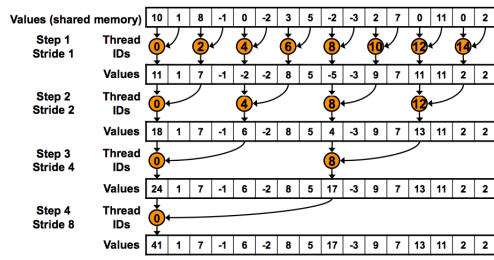 Values (shared memory) 10 1 8 -1 0 -2 3 5 -2 -3 2 7 0 11 0 2
Step 1 Stride 1 Thread IDs 0 2 4 6 8 10 12 14
Values 11 1 7 -1 -2 -2 8 5 -5 -3 9 7 11 11 2 2
Step 2 Stride 2 Thread IDs 0 4 8 12
Values 18 1 7 -1 6 -2 8 5 4 -3 9 7 13 11 2 2
Step 3 Stride 4 Thread IDs 0 8
Values 24 1 7 -1 6 -2 8 5 17 -3 9 7 13 11 2 2
Step 4 Stride 8 Thread IDs 0
Values 41 1 7 -1 6 -2 8 5 17 -3 9 7 13 11 2 2